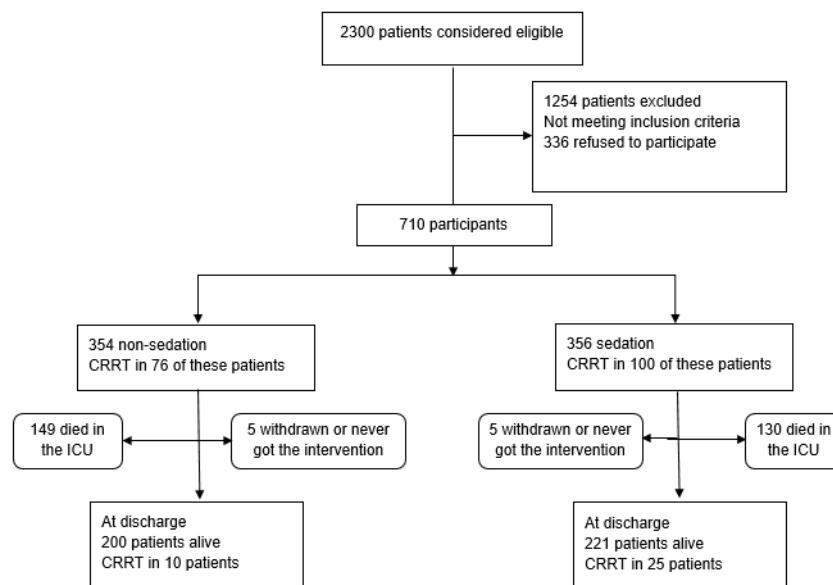 2300 patients considered eligible
1254 patients excluded
Not meeting inclusion criteria
336 refused to participate
710 participants
354 non-sedation
CRRT in 76 of these patients
356 sedation
CRRT in 100 of these patients
149 died in
the ICU
5 withdrawn or never
got the intervention
5 withdrawn or never
got the intervention
130 died in
the ICU
At discharge
200 patients alive
CRRT in 10 patients
At discharge
221 patients alive
CRRT in 25 patients